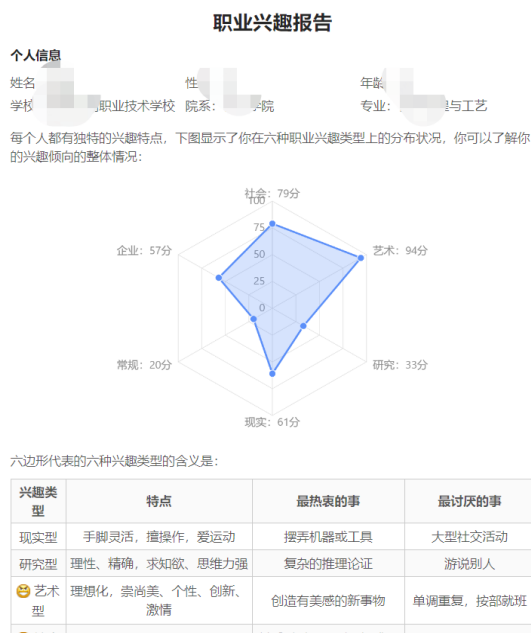 职业兴趣报告
个人信息
姓名 性 年龄
学校 职业技术学校 院系： 学院 专业： 与工艺
每个人都有独特的兴趣特点，下图显示了你在六种职业兴趣类型上的分布状况，你可以了解你
的兴趣倾向的整体情况：
社会：79分
100
75
企业：57分
艺术：94分
50
25
0
常规：20分
研究：33分
现实：61分
六边形代表的六种兴趣类型的含义是：
兴趣类型 特点 最热衷的事 最讨厌的事
现实型 手脚灵活，擅操作，爱运动 摆弄机器或工具 大型社交活动
研究型 理性、精确，求知欲、思维力强 复杂的推理论证 游说别人
艺术型 理想化，崇尚美、个性、创新、激情 创造有美感的新事物 单调重复，按部就班